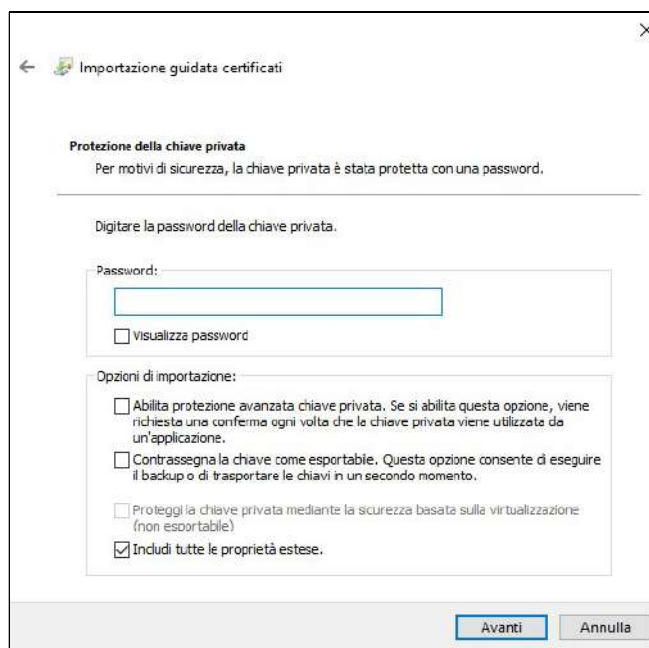 Importazione guidata certificati
Protezione della chiave privata
Per motivi di sicurezza, la chiave privata è stata protetta con una password.
Digitare la password della chiave privata.
Password:
Visualizza password
Opzioni di importazione:
Abilita protezione avanzata chiave privata. Se si abilita questa opzione, viene
richiesta una conferma ogni volta che la chiave privata viene utilizzata da
un'applicazione.
Contrassegna la chiave come esportabile. Questa opzione consente di eseguire
il backup o di trasportare le chiavi in un secondo momento.
Proteggi la chiave privata mediante la sicurezza basata sulla virtualizzazione
(non esportabile)
Includi tutte le proprietà estese.
Avanti
Annulla